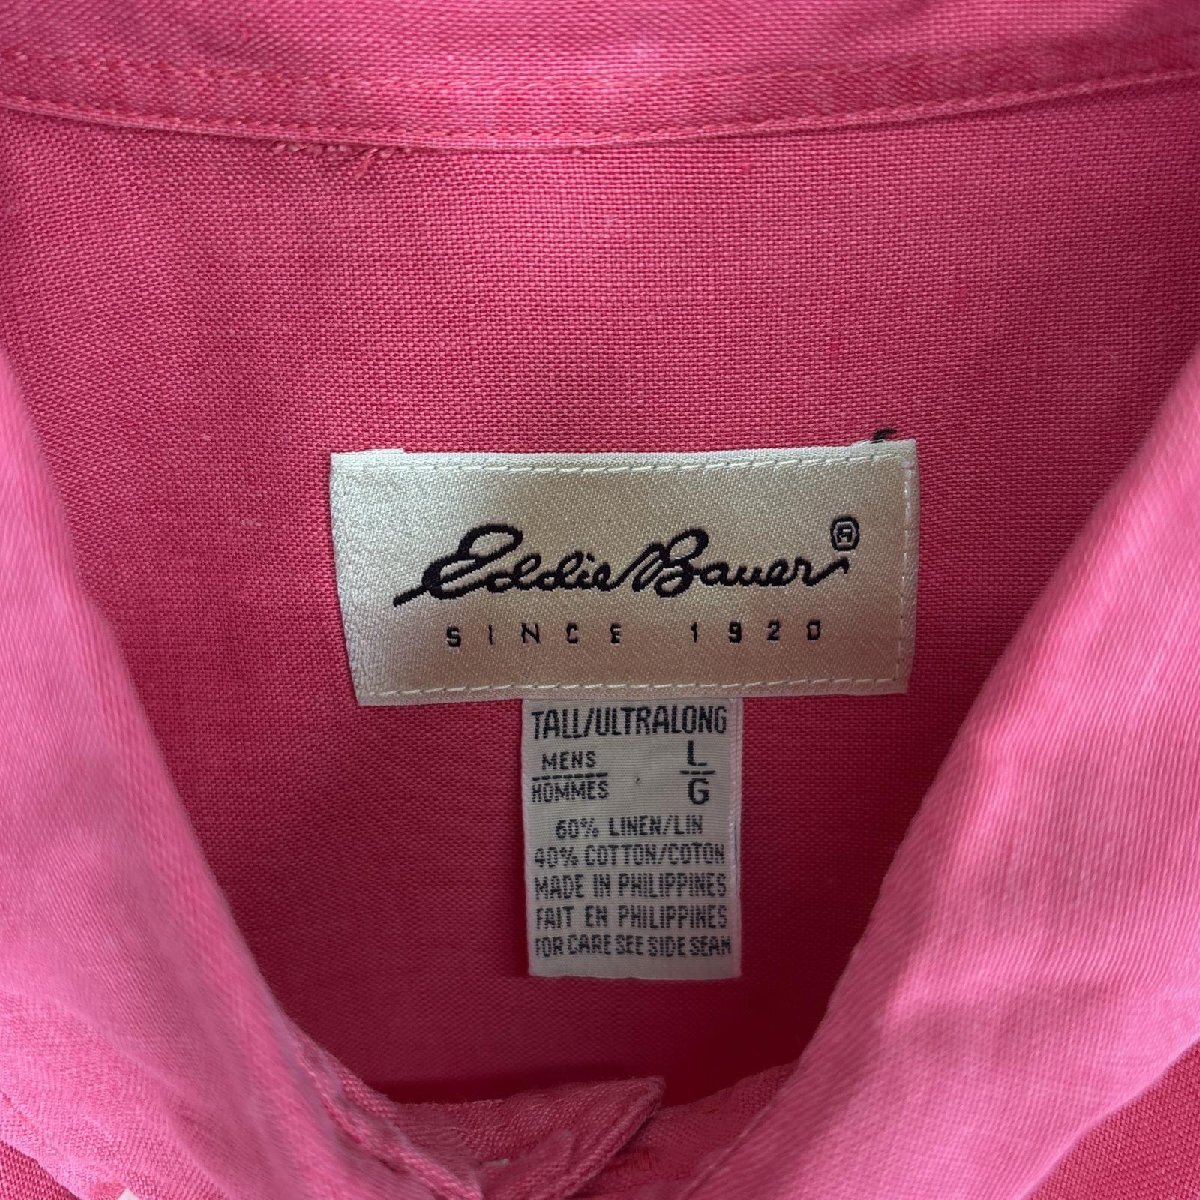 Eddie Bauer ®
SINCE 1920
TALL/ULTRALONG
MENS L
HOMMES G
60% LINEN/LIN
40% COTTON/COTON
MADE IN PHILIPPINES
FAIT EN PHILIPPINES
FOR CARE SEE SIDE SEAM